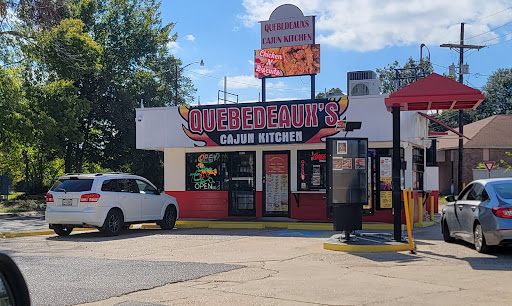 QUEBEDEAUX'S
CAJUN KITCHEN
Chicken
& Biscuits
QUEBEDEAUX'S
CAJUN KITCHEN
OPEN
OPEN